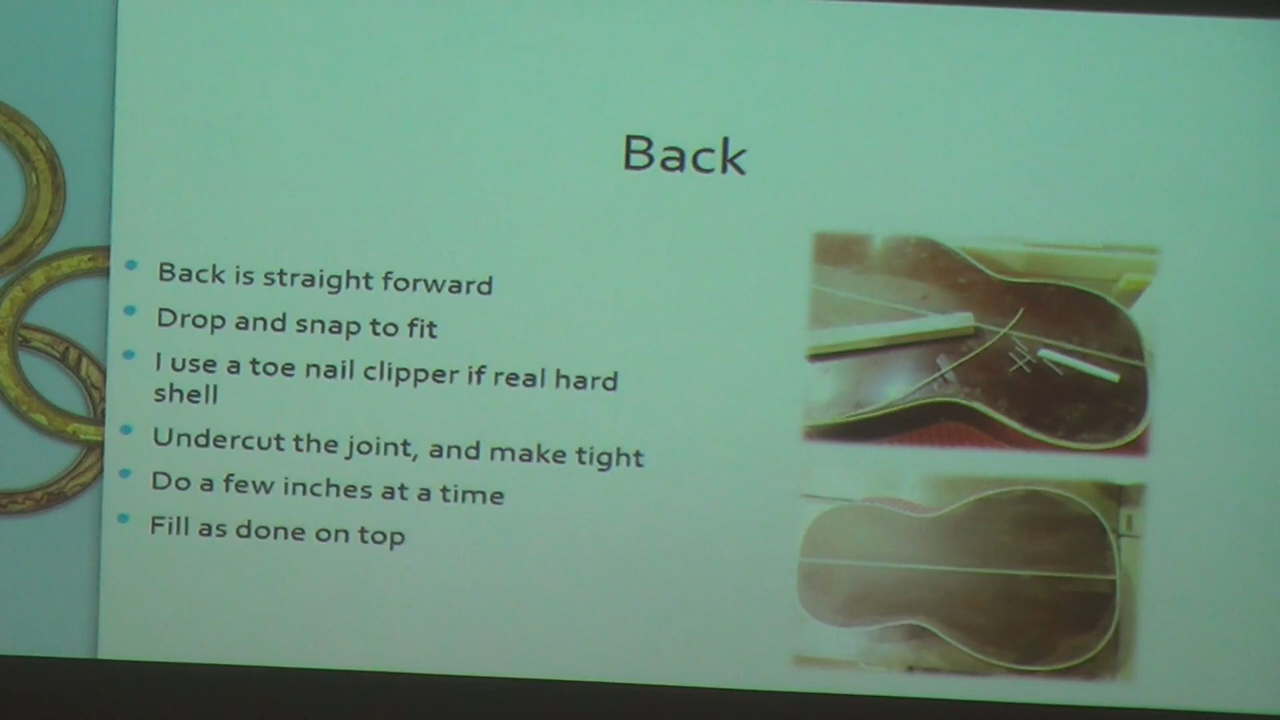 Back
Back is straight forward
Drop and snap to fit
I use a toe nail clipper if real hard
shell
Undercut the joint, and make tight
Do a few inches at a time
Fill as done on top